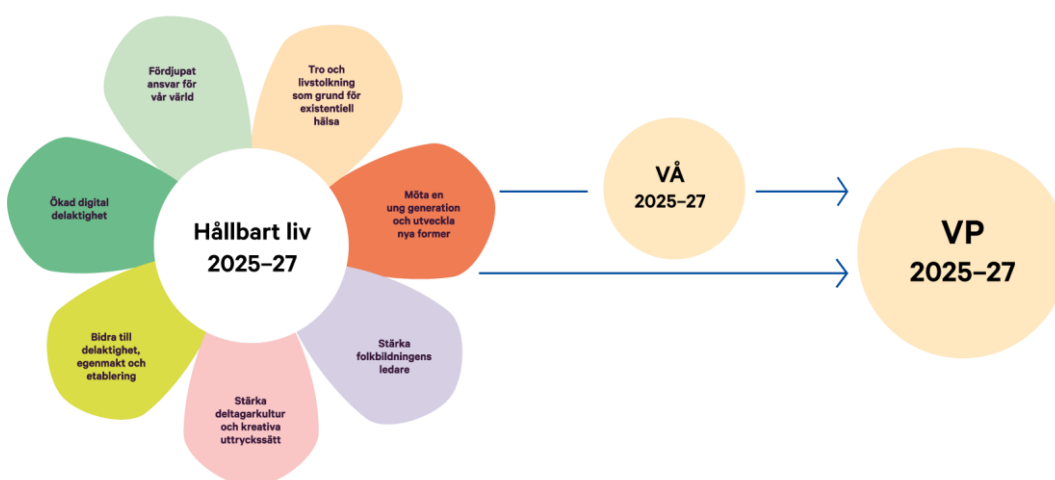 Fördjupat
ansvar för
vår värld
Tro och
livstolkning
som grund för
existentiell
hälsa
Ökad digital
delaktighet
Hållbart liv
2025–27
Möta en
ung generation
och utveckla
nya former
Bidra till
delaktighet,
egenmakt och
etablering
Stärka
folkbildningens
ledare
Stärka
deltagarkultur
och kreativa
uttryckssätt
VÅ
2025–27
VP
2025–27